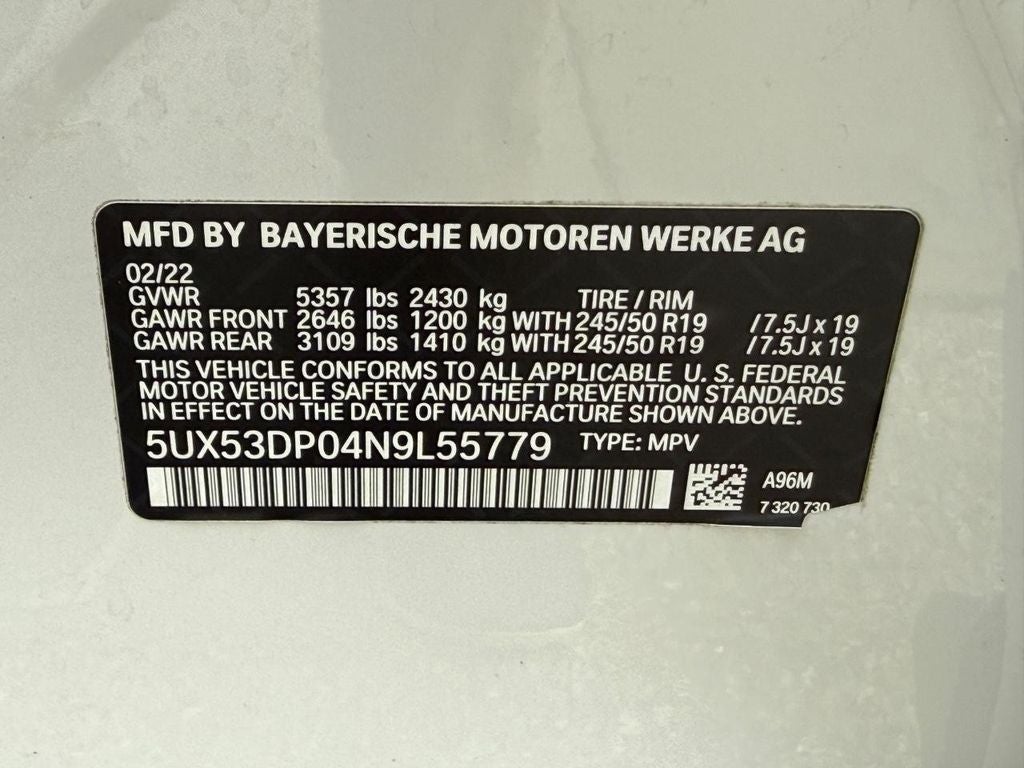 MFD BY BAYERISCHE MOTOREN WERKE AG
02/22
GVWR 5357 lbs 2430 kg TIRE / RIM
GAWR FRONT 2646 lbs 1200 kg WITH 245/50 R19 /7.5J x 19
GAWR REAR 3109 lbs 1410 kg WITH 245/50 R19 /7.5J x 19
THIS VEHICLE CONFORMS TO ALL APPLICABLE U. S. FEDERAL
MOTOR VEHICLE SAFETY AND THEFT PREVENTION STANDARDS
IN EFFECT ON THE DATE OF MANUFACTURE SHOWN ABOVE.
5UX53DP04N9L55779 TYPE: MPV
A96M
7 320 730